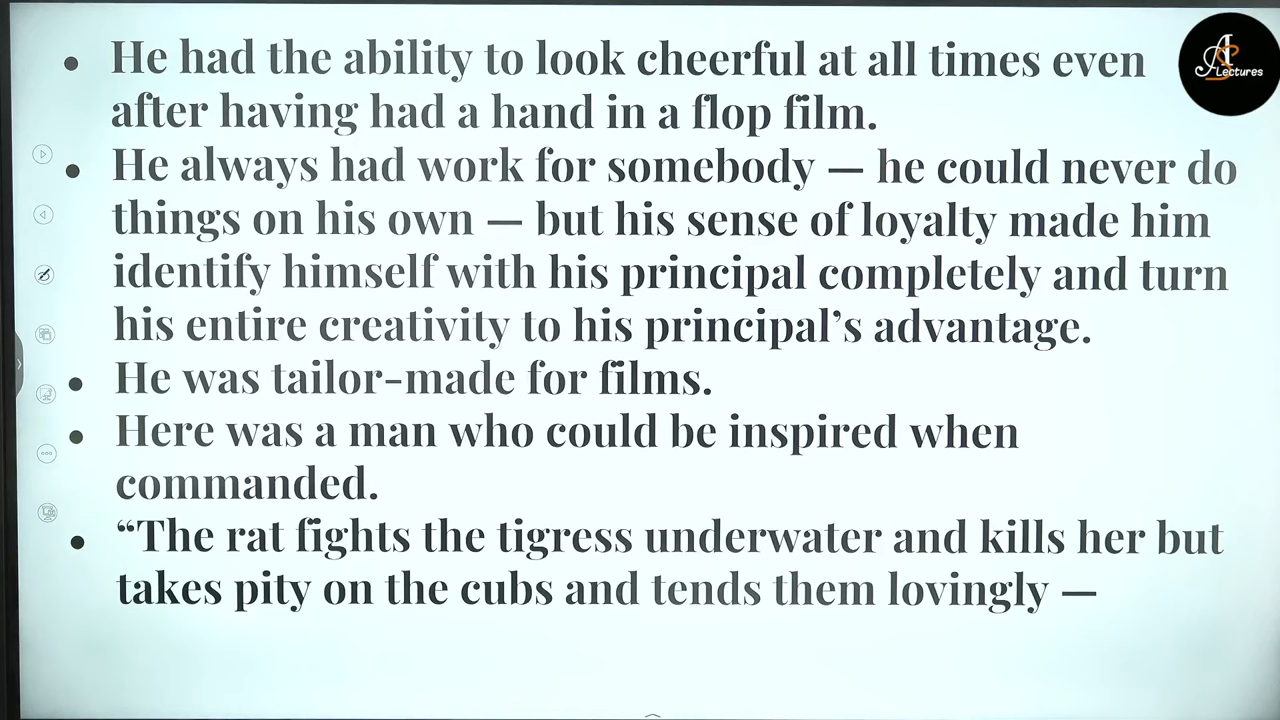 • He had the ability to look cheerful at all times even
after having had a hand in a flop film.
• He always had work for somebody — he could never do
things on his own — but his sense of loyalty made him
identify himself with his principal completely and turn
his entire creativity to his principal’s advantage.
• He was tailor-made for films.
• Here was a man who could be inspired when
commanded.
• “The rat fights the tigress underwater and kills her but
takes pity on the cubs and tends them lovingly —
AS Lectures